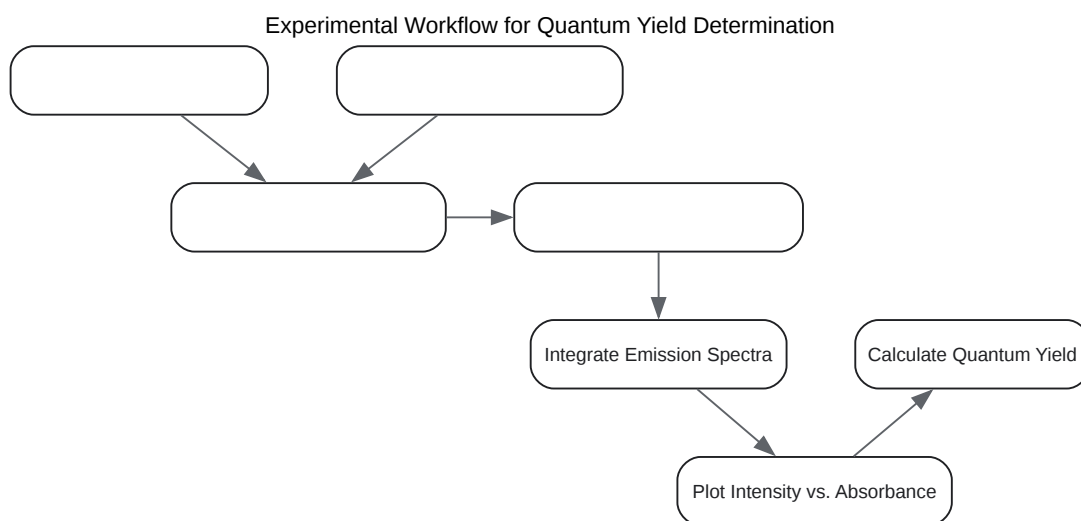 Experimental Workflow for Quantum Yield Determination
Integrate Emission Spectra
Calculate Quantum Yield
Plot Intensity vs. Absorbance